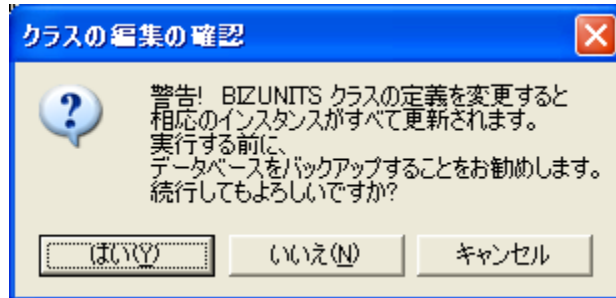 クラスの編集の確認
警告! BIZUNITS クラスの定義を変更すると
相応のインスタンスがすべて更新されます。
実行する前に、
データベースをバックアップすることをお勧めします。
続行してもよろしいですか?
はい(Y) いいえ(N) キャンセル